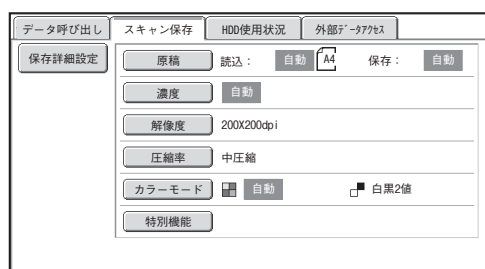 データ呼び出し スキャン保存 HDD使用状況 外部ﾃﾞｰﾀｱｸｾｽ
保存詳細設定
原稿 読込： 自動 A4 保存： 自動
濃度 自動
解像度 200X200dpi
圧縮率 中圧縮
カラーモード 自動 白黒2値
特別機能